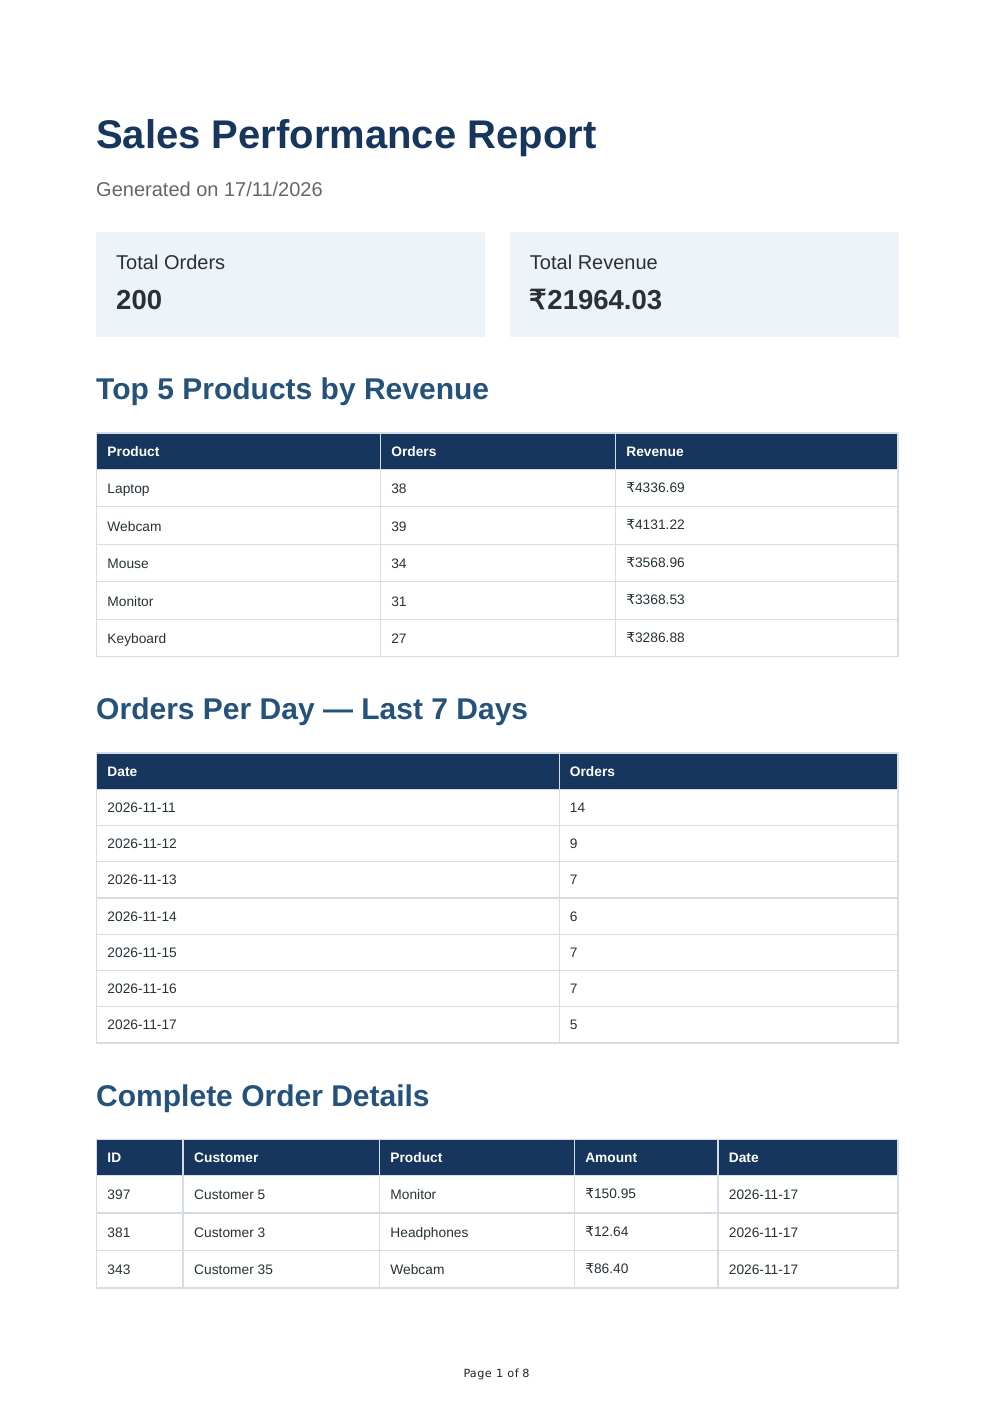 Sales Performance Report
Generated on 17/11/2026
Total Orders
200
Total Revenue
₹21964.03
Top 5 Products by Revenue
Product Orders Revenue
Laptop 38 ₹4336.69
Webcam 39 ₹4131.22
Mouse 34 ₹3568.96
Monitor 31 ₹3368.53
Keyboard 27 ₹3286.88
Orders Per Day — Last 7 Days
Date Orders
2026-11-11 14
2026-11-12 9
2026-11-13 7
2026-11-14 6
2026-11-15 7
2026-11-16 7
2026-11-17 5
Complete Order Details
ID Customer Product Amount Date
397 Customer 5 Monitor ₹150.95 2026-11-17
381 Customer 3 Headphones ₹12.64 2026-11-17
343 Customer 35 Webcam ₹86.40 2026-11-17
Page 1 of 8